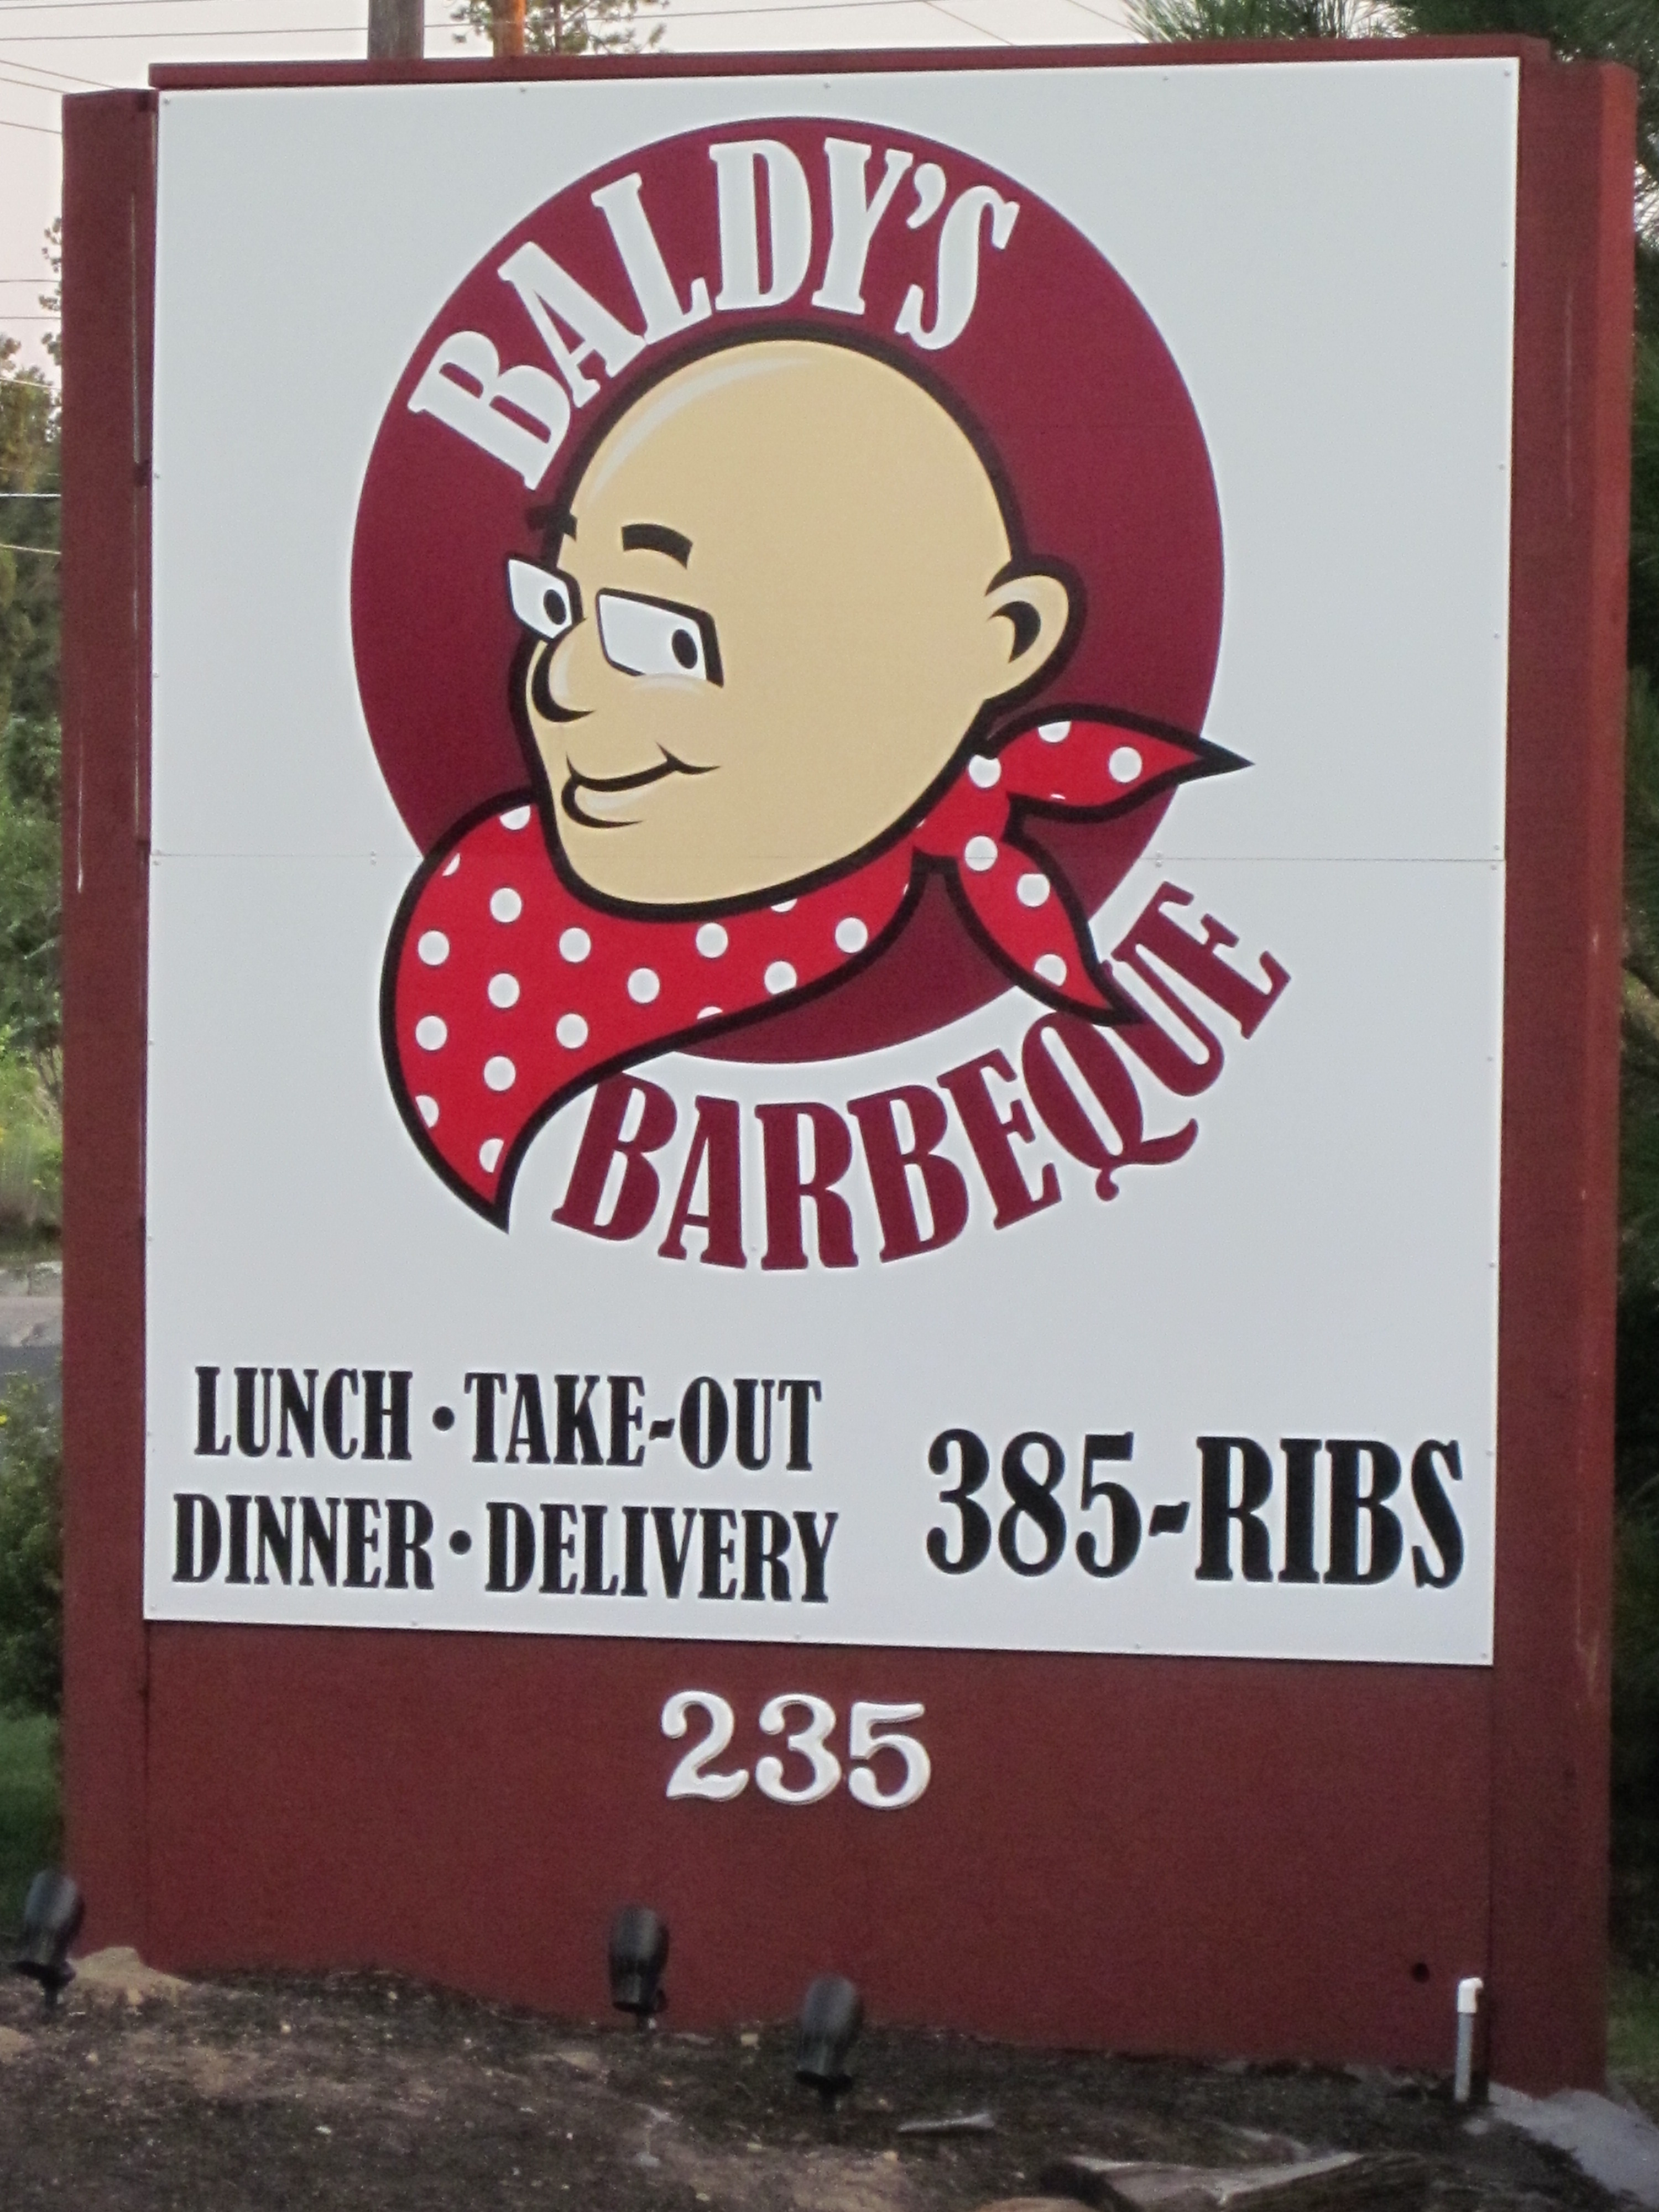 BALDY'S
BARBEQUE
LUNCH · TAKE-OUT
DINNER · DELIVERY
385-RIBS
235